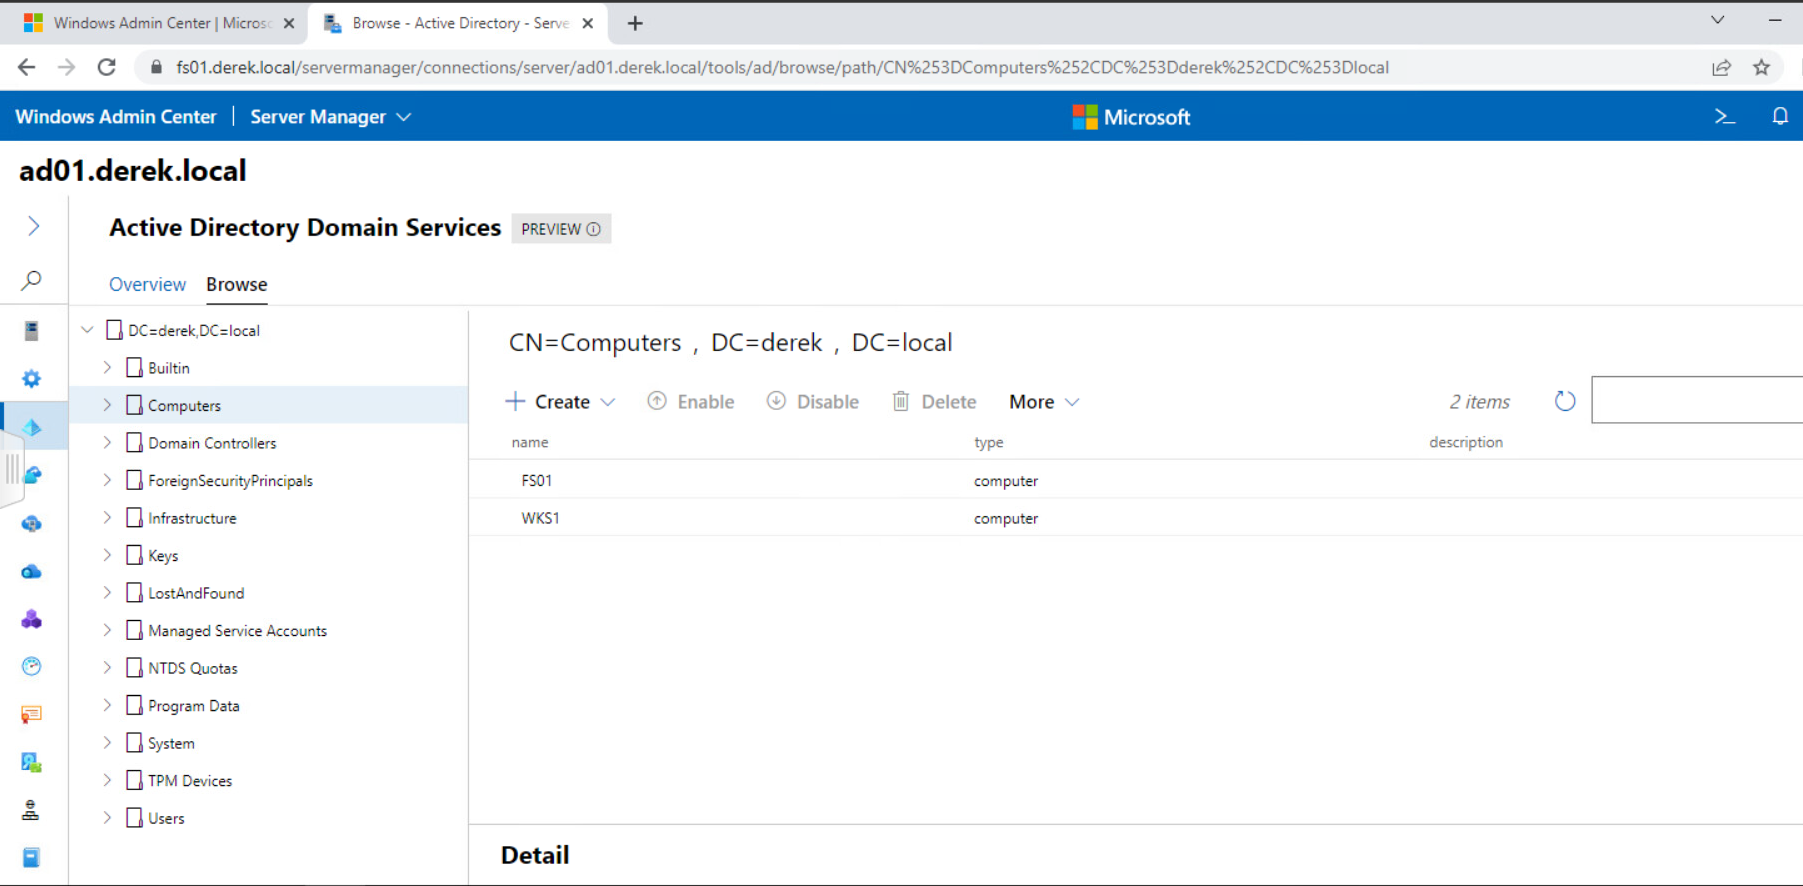 Windows Admin Center | Microsc
Browse - Active Directory - Serve
fs01.derek.local/servermanager/connections/server/ad01.derek.local/tools/ad/browse/path/CN%253DComputers%252CDC%253Dderek%252CDC%253Dlocal
Windows Admin Center | Server Manager
Microsoft
ad01.derek.local
Active Directory Domain Services
PREVIEW
Overview
Browse
DC=derek,DC=local
Builtin
Computers
Domain Controllers
ForeignSecurityPrincipals
Infrastructure
Keys
LostAndFound
Managed Service Accounts
NTDS Quotas
Program Data
System
TPM Devices
Users
CN=Computers , DC=derek , DC=local
Create
Enable
Disable
Delete
More
2 items
name type description
FS01 computer
WKS1 computer
Detail